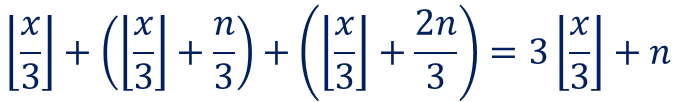 ⌊x/3⌋ + (⌊x/3⌋ + n/3) + (⌊x/3⌋ + 2n/3) = 3⌊x/3⌋ + n